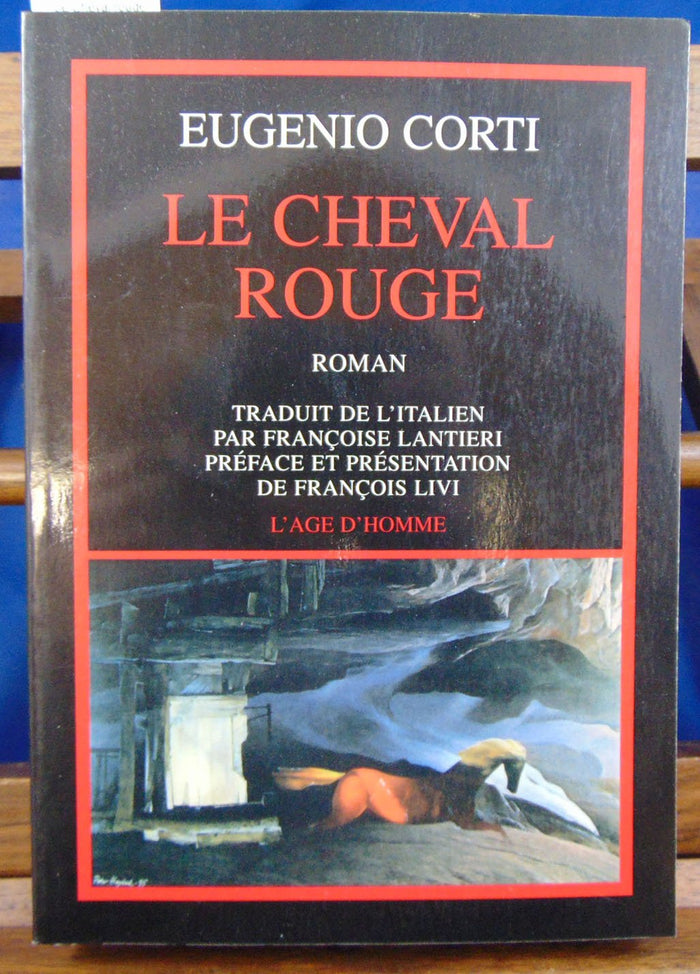 EUGENIO CORTI
LE CHEVAL
ROUGE
ROMAN
TRADUIT DE L'ITALIEN
PAR FRANÇOISE LANTIERI
PRÉFACE ET PRÉSENTATION
DE FRANÇOIS LIVI
L'AGE D'HOMME